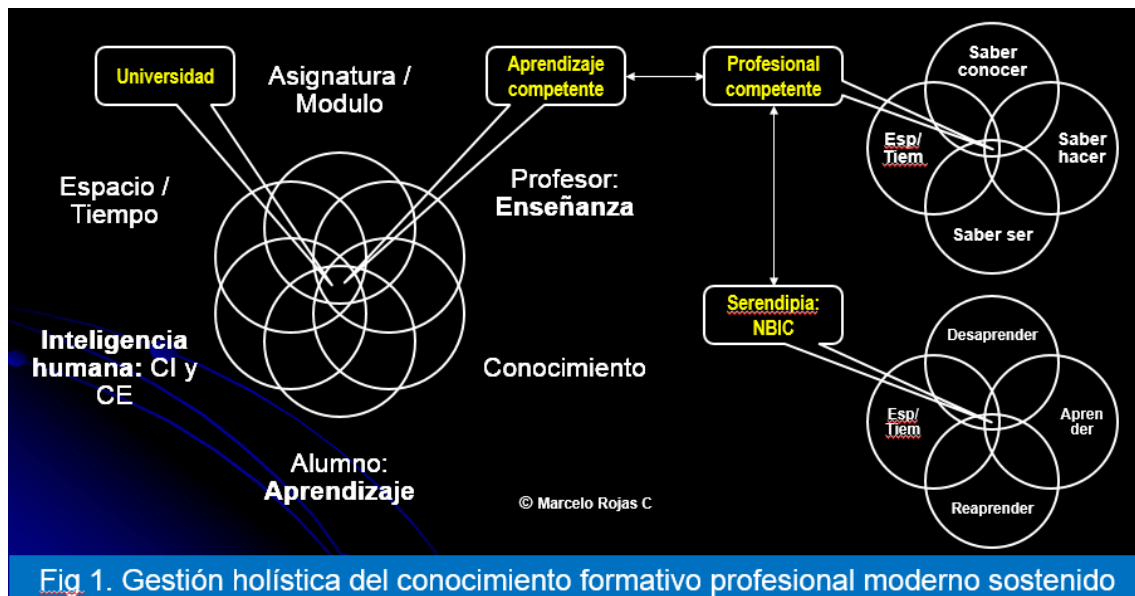 Universidad
Asignatura /
Modulo
Aprendizaje
competente
Profesional
competente
Saber
conocer
Esp/
Tiem
Saber
hacer
Saber ser
Espacio /
Tiempo
Profesor:
Enseñanza
Inteligencia
humana: CI y
CE
Conocimiento
Alumno:
Aprendizaje
Serendipia:
NBIC
Desaprender
Esp/
Tiem
Apren
der
Reaprender
© Marcelo Rojas C
Fig 1. Gestión holística del conocimiento formativo profesional moderno sostenido